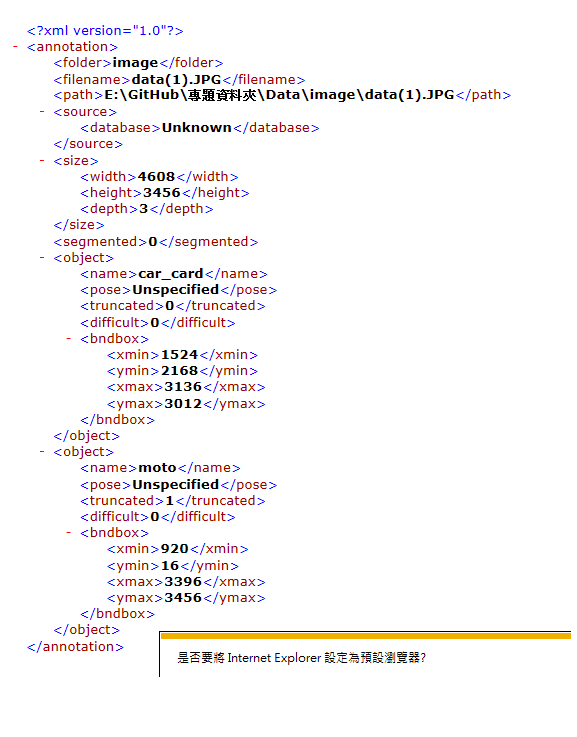 <?xml version="1.0"?>
- <annotation>
<folder>image</folder>
<filename>data(1).JPG</filename>
<path>E:\GitHub\專題資料夾\Data\image\data(1).JPG</path>
- <source>
<database>Unknown</database>
</source>
- <size>
<width>4608</width>
<height>3456</height>
<depth>3</depth>
</size>
<segmented>0</segmented>
- <object>
<name>car_card</name>
<pose>Unspecified</pose>
<truncated>0</truncated>
<difficult>0</difficult>
- <bndbox>
<xmin>1524</xmin>
<ymin>2168</ymin>
<xmax>3136</xmax>
<ymax>3012</ymax>
</bndbox>
</object>
- <object>
<name>moto</name>
<pose>Unspecified</pose>
<truncated>1</truncated>
<difficult>0</difficult>
- <bndbox>
<xmin>920</xmin>
<ymin>16</ymin>
<xmax>3396</xmax>
<ymax>3456</ymax>
</bndbox>
</object>
</annotation>
是否要將 Internet Explorer 設定為預設瀏覽器?